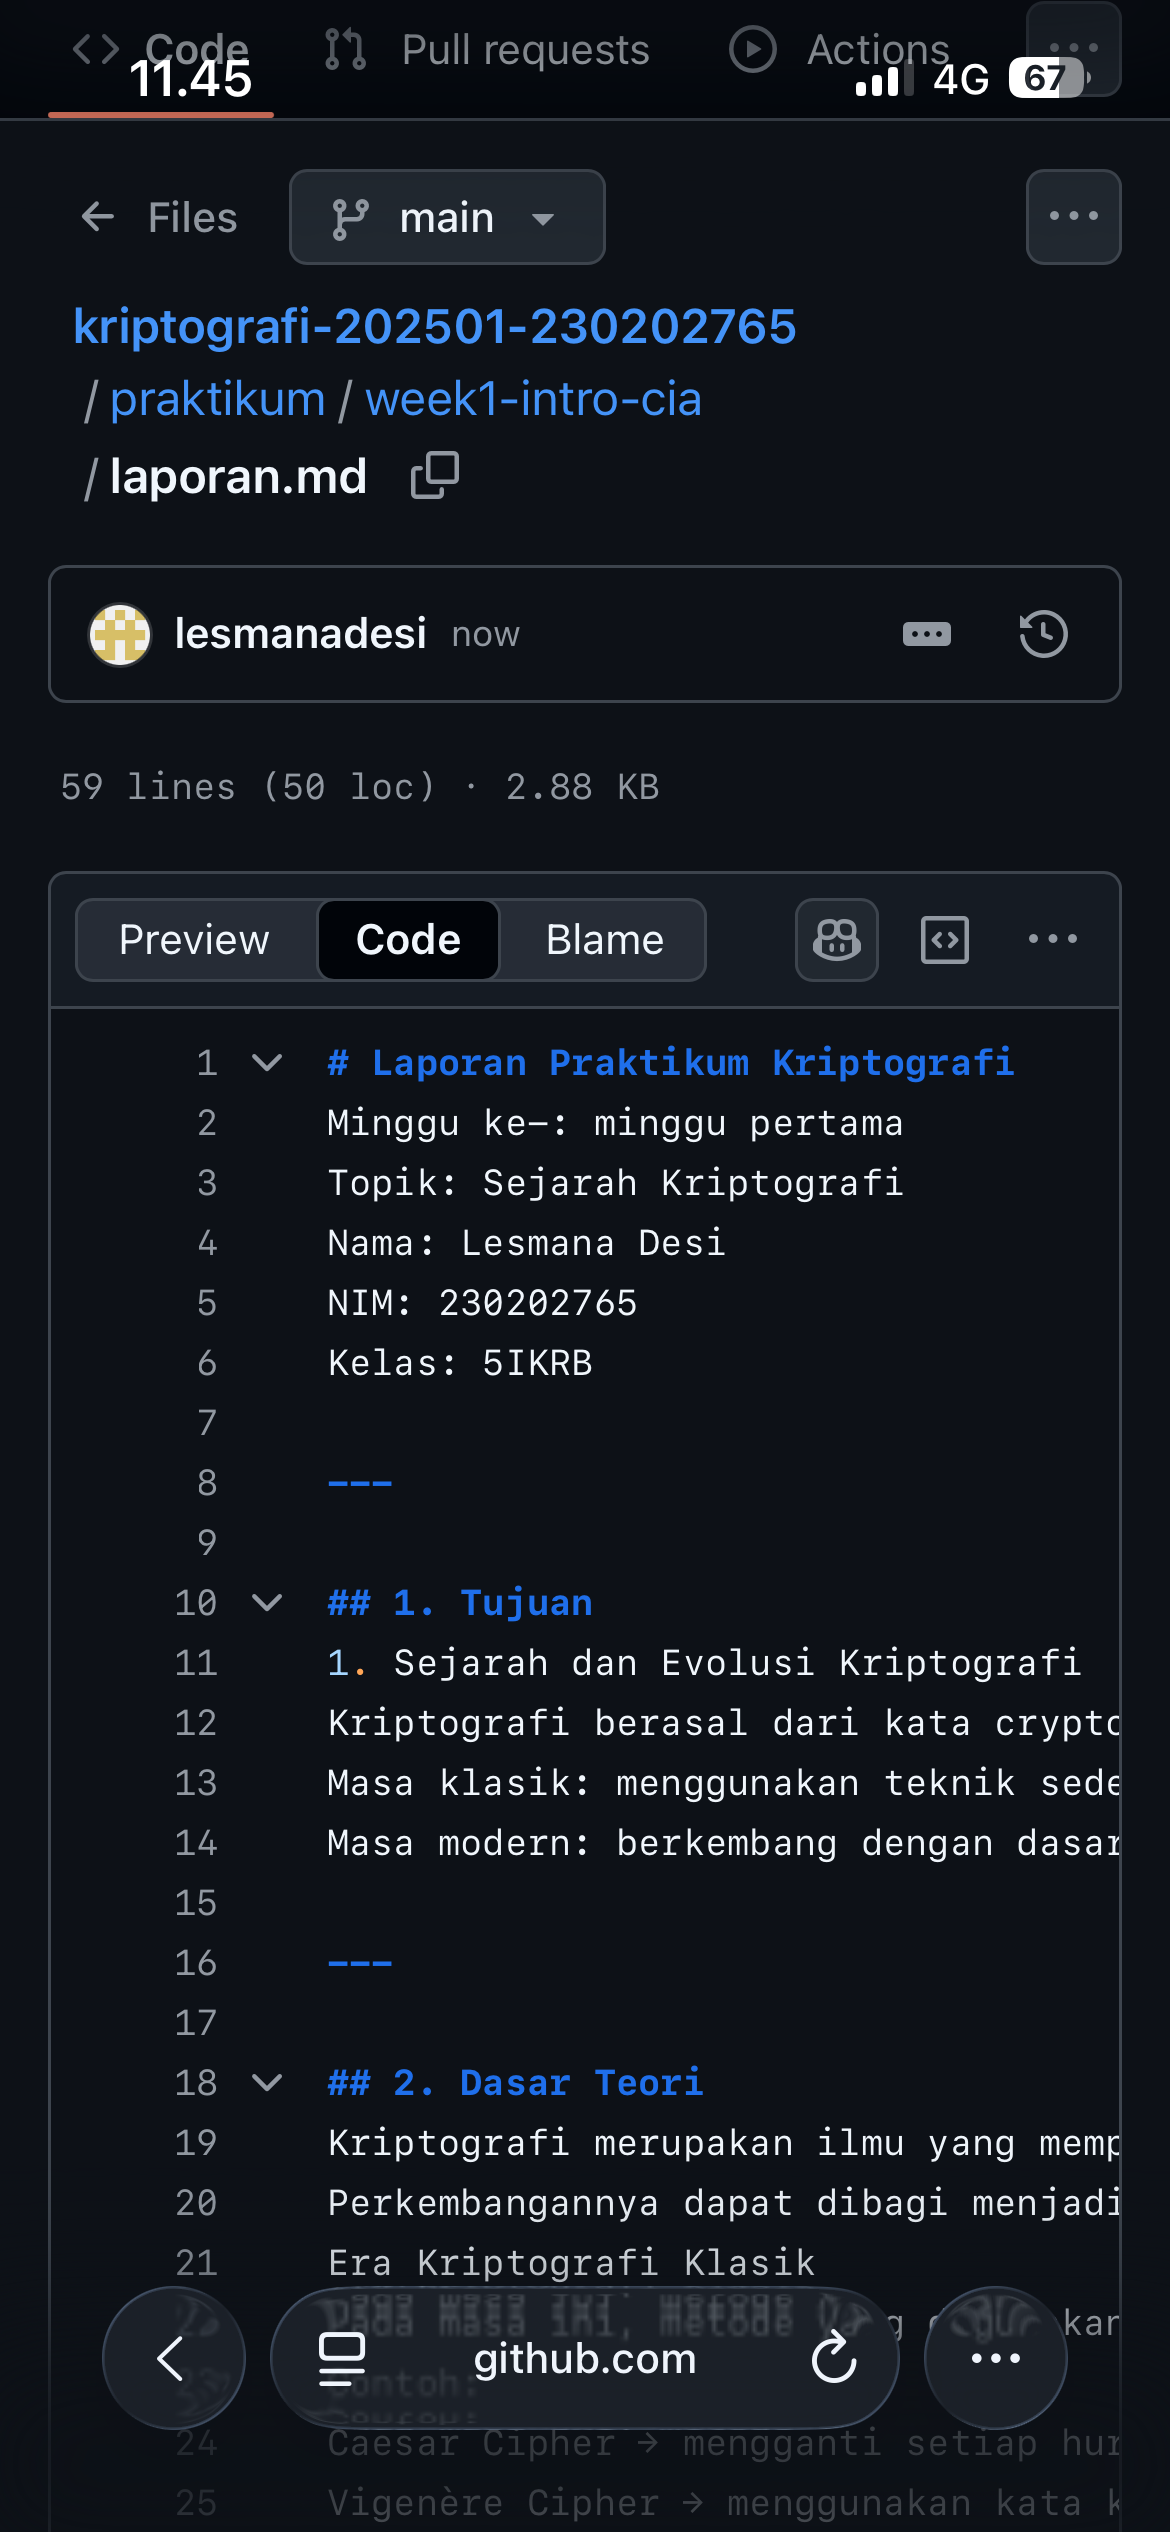 Code Pull requests Actions
11.45 4G 67
Files main
kriptografi-202501-230202765
/ praktikum / week1-intro-cia
/ laporan.md
lesmanadesi now
59 lines (50 loc) · 2.88 KB
Preview Code Blame
1 # Laporan Praktikum Kriptografi
2 Minggu ke-: minggu pertama
3 Topik: Sejarah Kriptografi
4 Nama: Lesmana Desi
5 NIM: 230202765
6 Kelas: 5IKRB
7
8 ---
9
10 ## 1. Tujuan
11 1. Sejarah dan Evolusi Kriptografi
12 Kriptografi berasal dari kata crypto
13 Masa klasik: menggunakan teknik sede
14 Masa modern: berkembang dengan dasar
15
16 ---
17
18 ## 2. Dasar Teori
19 Kriptografi merupakan ilmu yang memp
20 Perkembangannya dapat dibagi menjadi
21 Era Kriptografi Klasik
Pada masa ini, metode yang
Contoh:
github.com
24 Caesar Cipher → mengganti setiap hur
25 Vigenère Cipher → menggunakan kata k